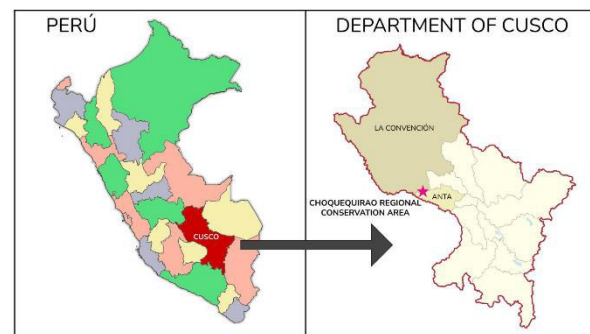 PERÚ
CUSCO
DEPARTMENT OF CUSCO
LA CONVENCIÓN
ANTA
CHOQUEQUIRAO REGIONAL
CONSERVATION AREA